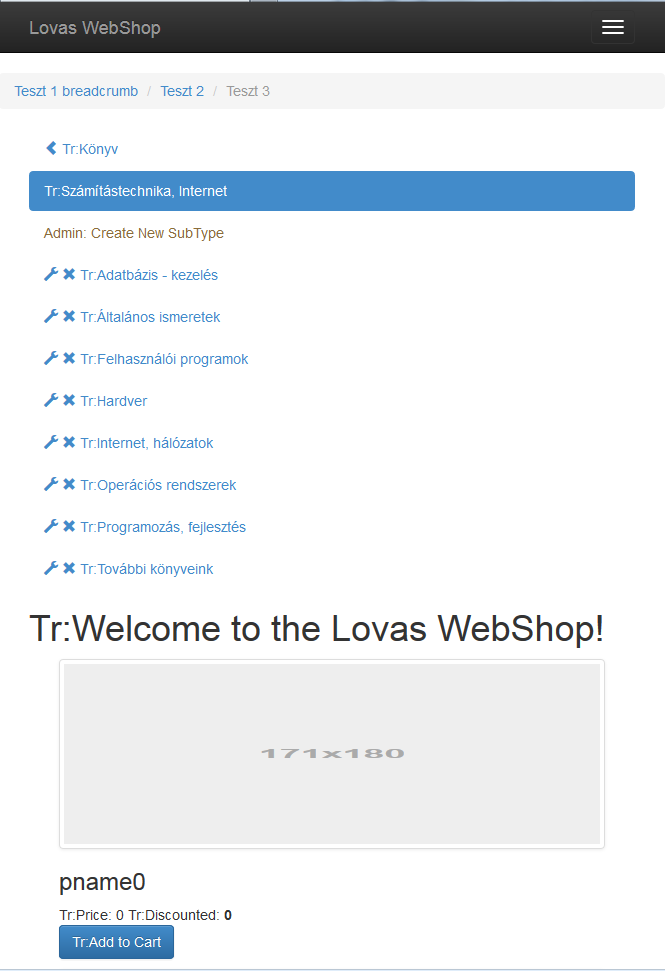 Lovas WebShop
Teszt 1 breadcrumb / Teszt 2 / Teszt 3
Tr:Könyv
Tr:Számítástechnika, Internet
Admin: Create New SubType
Tr:Adatbázis - kezelés
Tr:Általános ismeretek
Tr:Felhasználói programok
Tr:Hardver
Tr:Internet, hálózatok
Tr:Operációs rendszerek
Tr:Programozás, fejlesztés
Tr:További könyveink
Tr:Welcome to the Lovas WebShop!
171x180
pname0
Tr:Price: 0 Tr:Discounted: 0
Tr:Add to Cart